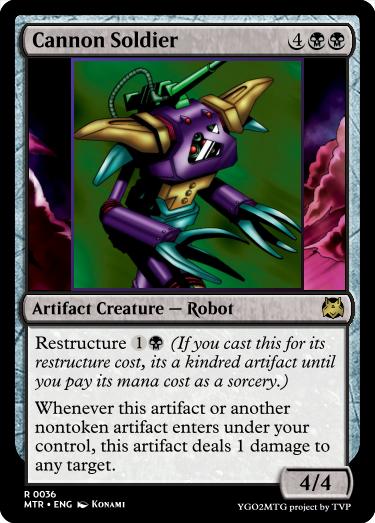 Cannon Soldier 4
Artifact Creature — Robot
Restructure 1 (If you cast this for its
restructure cost, its a kindred artifact until
you pay its mana cost as a sorcery.)
Whenever this artifact or another
nontoken artifact enters under your
control, this artifact deals 1 damage to
any target.
4/4
R 0036
MTR • ENG Konami
YGO2MTG project by TVP